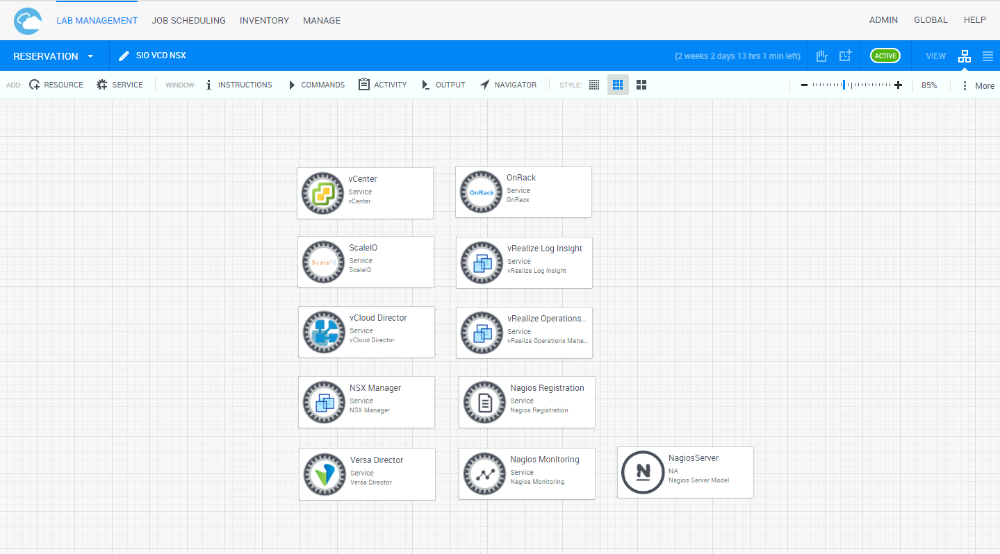 LAB MANAGEMENT JOB SCHEDULING INVENTORY MANAGE ADMIN GLOBAL HELP
RESERVATION SIO VCD NSX (2 weeks 2 days 13 hrs 1 min left) ACTIVE VIEW
ADD: RESOURCE SERVICE WINDOW: INSTRUCTIONS COMMANDS ACTIVITY OUTPUT NAVIGATOR STYLE: 85% More
vCenter
Service
vCenter
OnRack
OnRack
Service
OnRack
ScaleIO
ScaleIO
Service
ScaleIO
vRealize Log Insight
Service
vRealize Log Insight
vCloud Director
Service
vCloud Director
vRealize Operations...
Service
vRealize Operations Mana...
NSX Manager
Service
NSX Manager
Nagios Registration
Service
Nagios Registration
Versa Director
Service
Versa Director
Nagios Monitoring
Service
Nagios Monitoring
N
NagiosServer
NA
Nagios Server Model